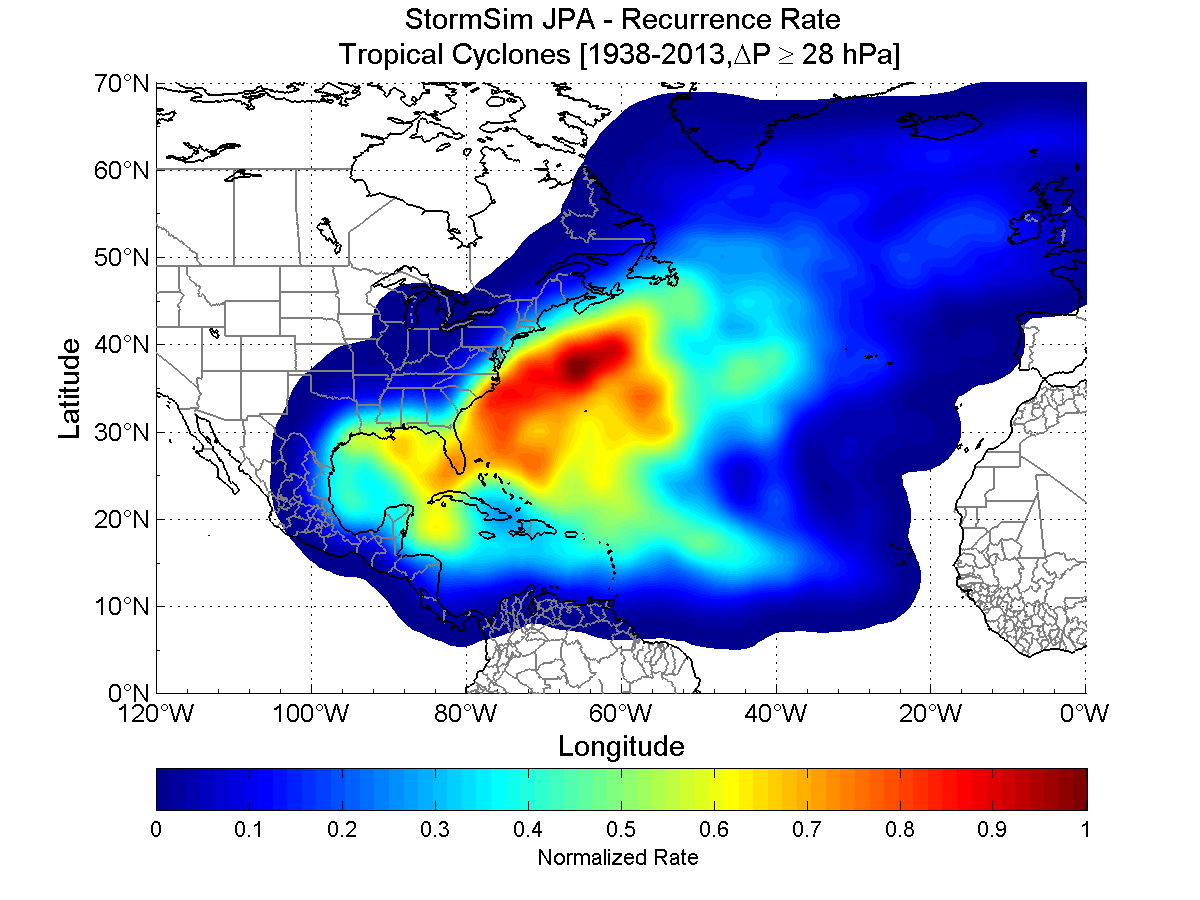 StormSim JPA - Recurrence Rate
Tropical Cyclones [1938-2013,ΔP ≥ 28 hPa]
70°N
60°N
50°N
40°N
30°N
20°N
10°N
0°N
Latitude
120°W 100°W 80°W 60°W 40°W 20°W 0°W
Longitude
0 0.1 0.2 0.3 0.4 0.5 0.6 0.7 0.8 0.9 1
Normalized Rate